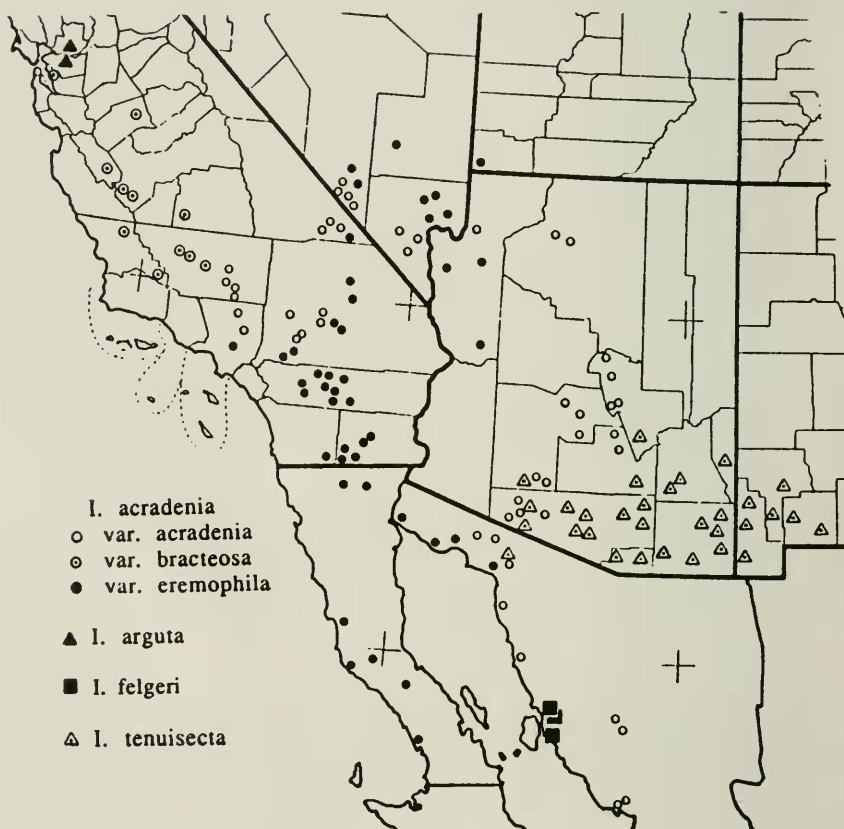 I. acradenia
var. acradenia
var. bracteosa
var. eremophila
I. arguta
I. felgeri
I. tenuisecta